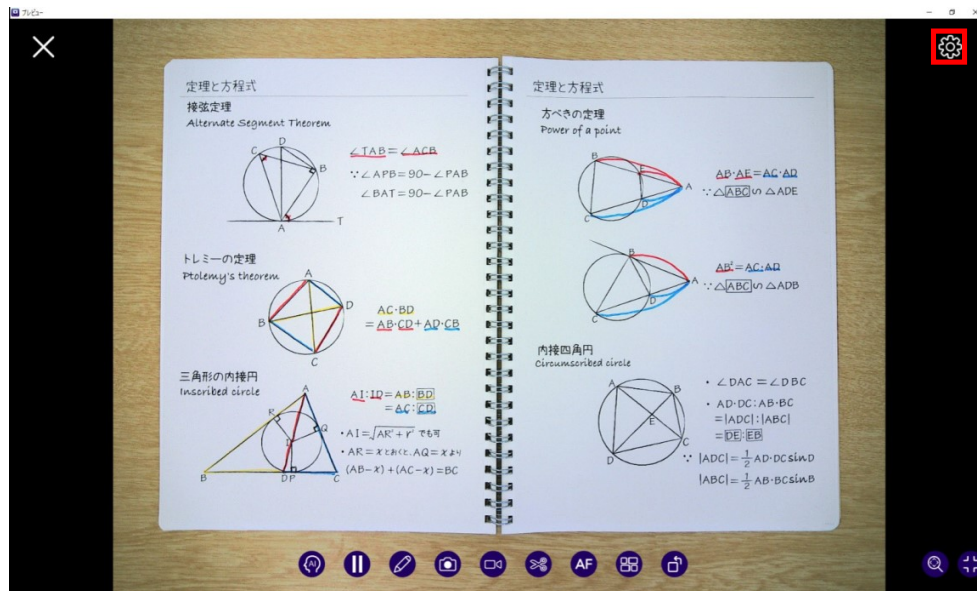 プレビュー
定理と方程式
接弦定理
Alternate Segment Theorem
D
C
B
A
T
∠TAB=∠ACB
∵∠APB=90-∠PAB
∠BAT=90-∠PAB
トレミーの定理
Ptolemy's theorem
A
D
B
C
AC·BD
=AB·CD+AD·CB
三角形の内接円
Inscribed circle
A
R
Q
I
B
D
P
C
AI:ID=AB:BD
=AC:CD
・AI=√AR²+r² でも可
・AR=xとおくと、AQ=xより
(AB-x)+(AC-x)=BC
定理と方程式
方べきの定理
Power of a point
B
E
A
D
C
AB·AE=AC·AD
∵△ABC∽△ADE
B
A
D
C
AB²=AC·AD
∵△ABC∽△ADB
内接四角円
Circumscribed circle
A
B
E
C
D
・∠DAC=∠DBC
・AD·DC:AB·BC
=|ADC|:|ABC|
=DE:EB
∵|ADC|=1/2 AD·DCsinD
|ABC|=1/2 AB·BCsinB
AI
AF